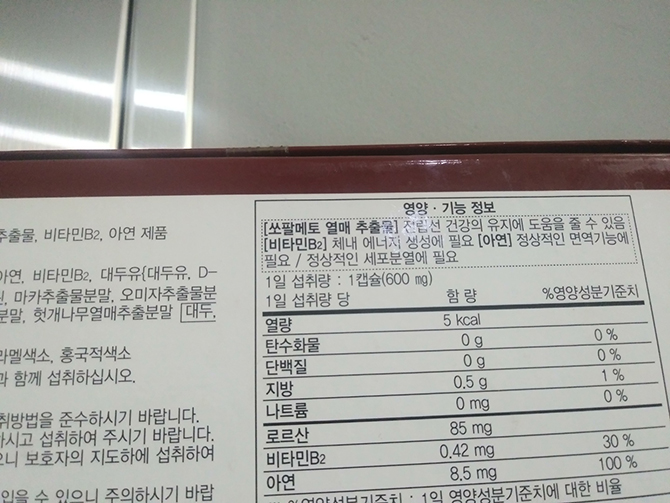 추출물, 비타민B2, 아연 제품
아연, 비타민B2, 대두유{대두유, D-
마카추출물분말, 오미자추출물분
분말, 헛개나무열매추출분말 [대두,
라멜색소, 홍국적색소
과 함께 섭취하십시오.
취방법을 준수하시기 바랍니다.
하시고 섭취하여 주시기 바랍니다.
으니 보호자의 지도하에 섭취하여
있을 수 있으니 주의하시기 바랍
영양 · 기능 정보
[쏘팔메토 열매 추출물] 전립선 건강의 유지에 도움을 줄 수 있음
[비타민B2] 체내 에너지 생성에 필요 [아연] 정상적인 면역기능에
필요 / 정상적인 세포분열에 필요
1일 섭취량 : 1캡슐(600 mg)
1일 섭취량 당 함 량 %영양성분기준치
열량 5 kcal
탄수화물 0 g 0 %
단백질 0 g 0 %
지방 0.5 g 1 %
나트륨 0 mg 0 %
로르산 85 mg
비타민B2 0.42 mg 30 %
아연 8.5 mg 100 %
%영양성분기준치 : 1일 영양성분기준치에 대한 비율